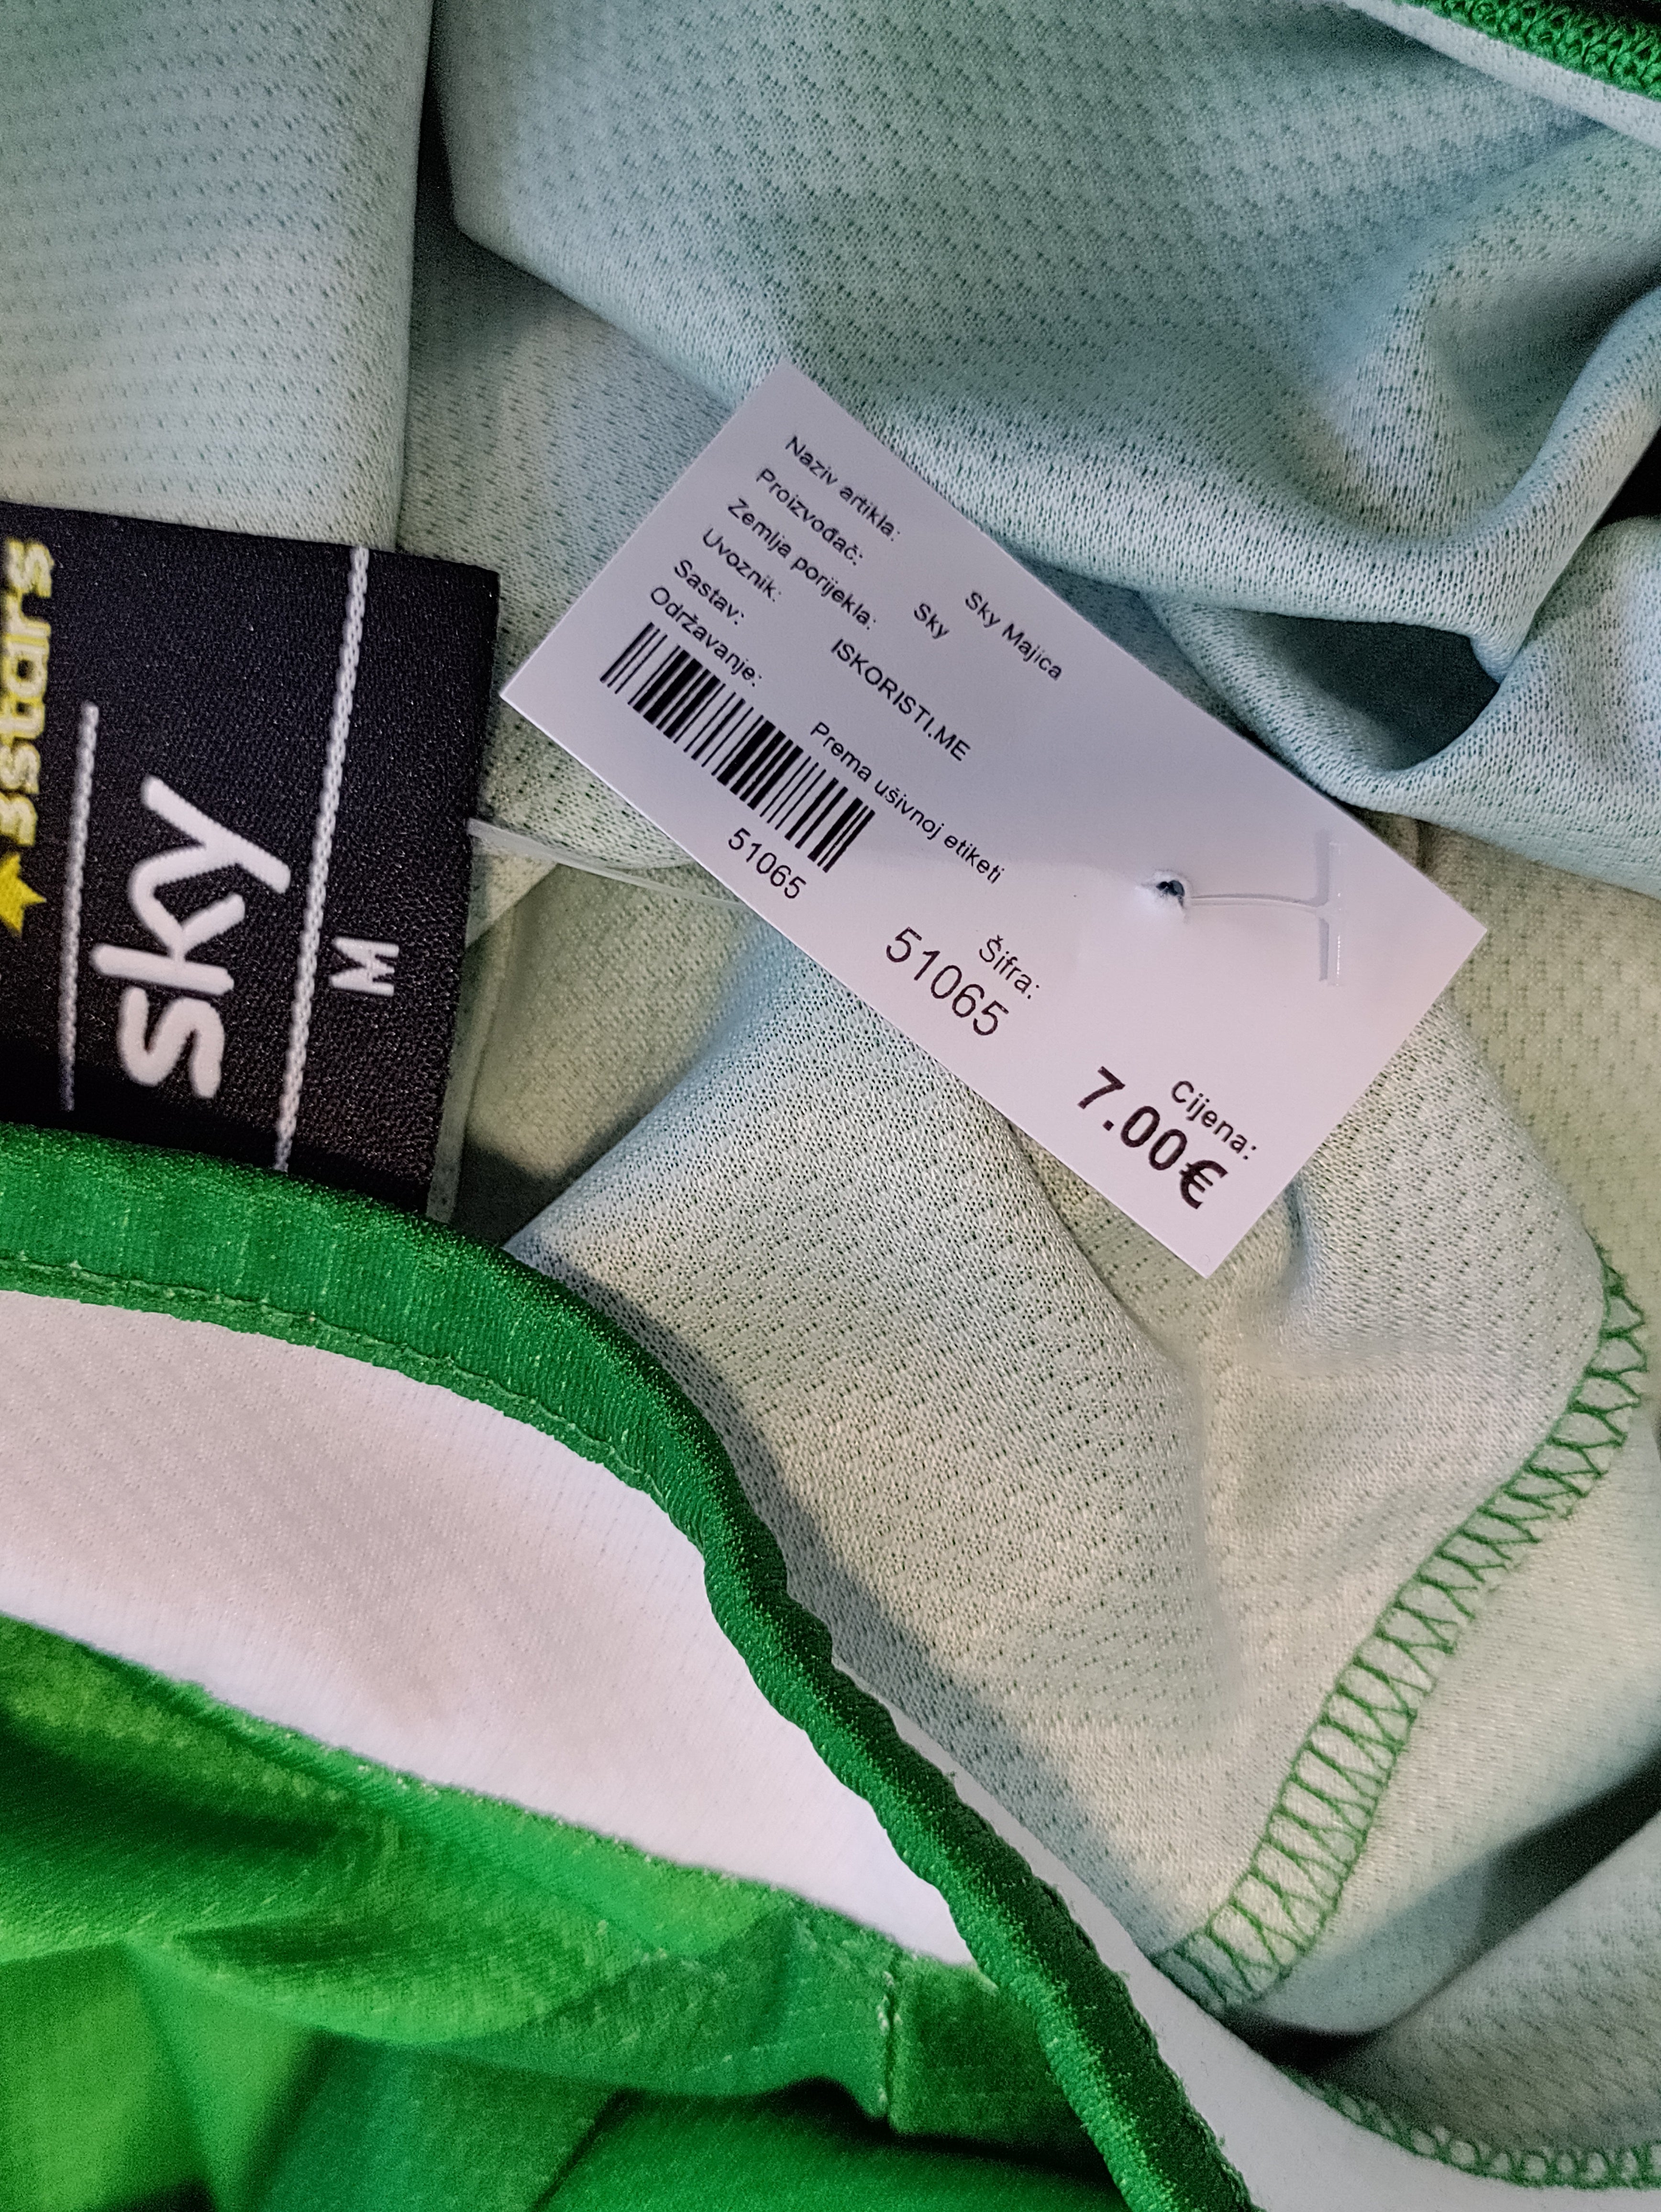 3stars
sky
M
Naziv artikla: Sky Majica
Proizvođač: Sky
Zemlja porijekla:
Uvoznik: ISKORISTI.ME
Sastav:
Održavanje: Prema ušivnoj etiketi
51065
Šifra:
51065
Cijena:
7.00€